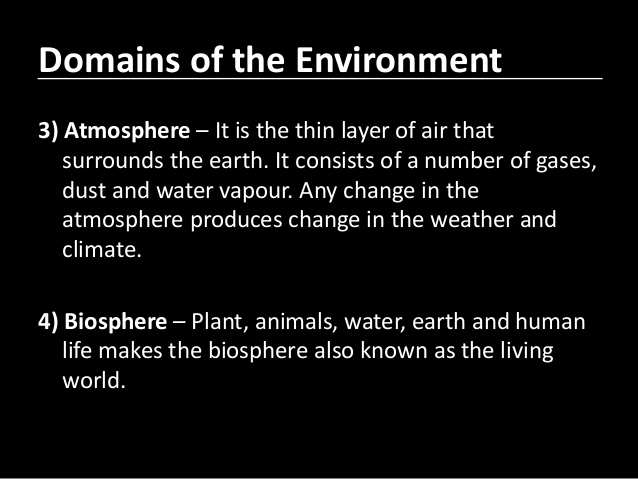 Domains of the Environment
3) Atmosphere – It is the thin layer of air that
surrounds the earth. It consists of a number of gases,
dust and water vapour. Any change in the
atmosphere produces change in the weather and
climate.
4) Biosphere – Plant, animals, water, earth and human
life makes the biosphere also known as the living
world.